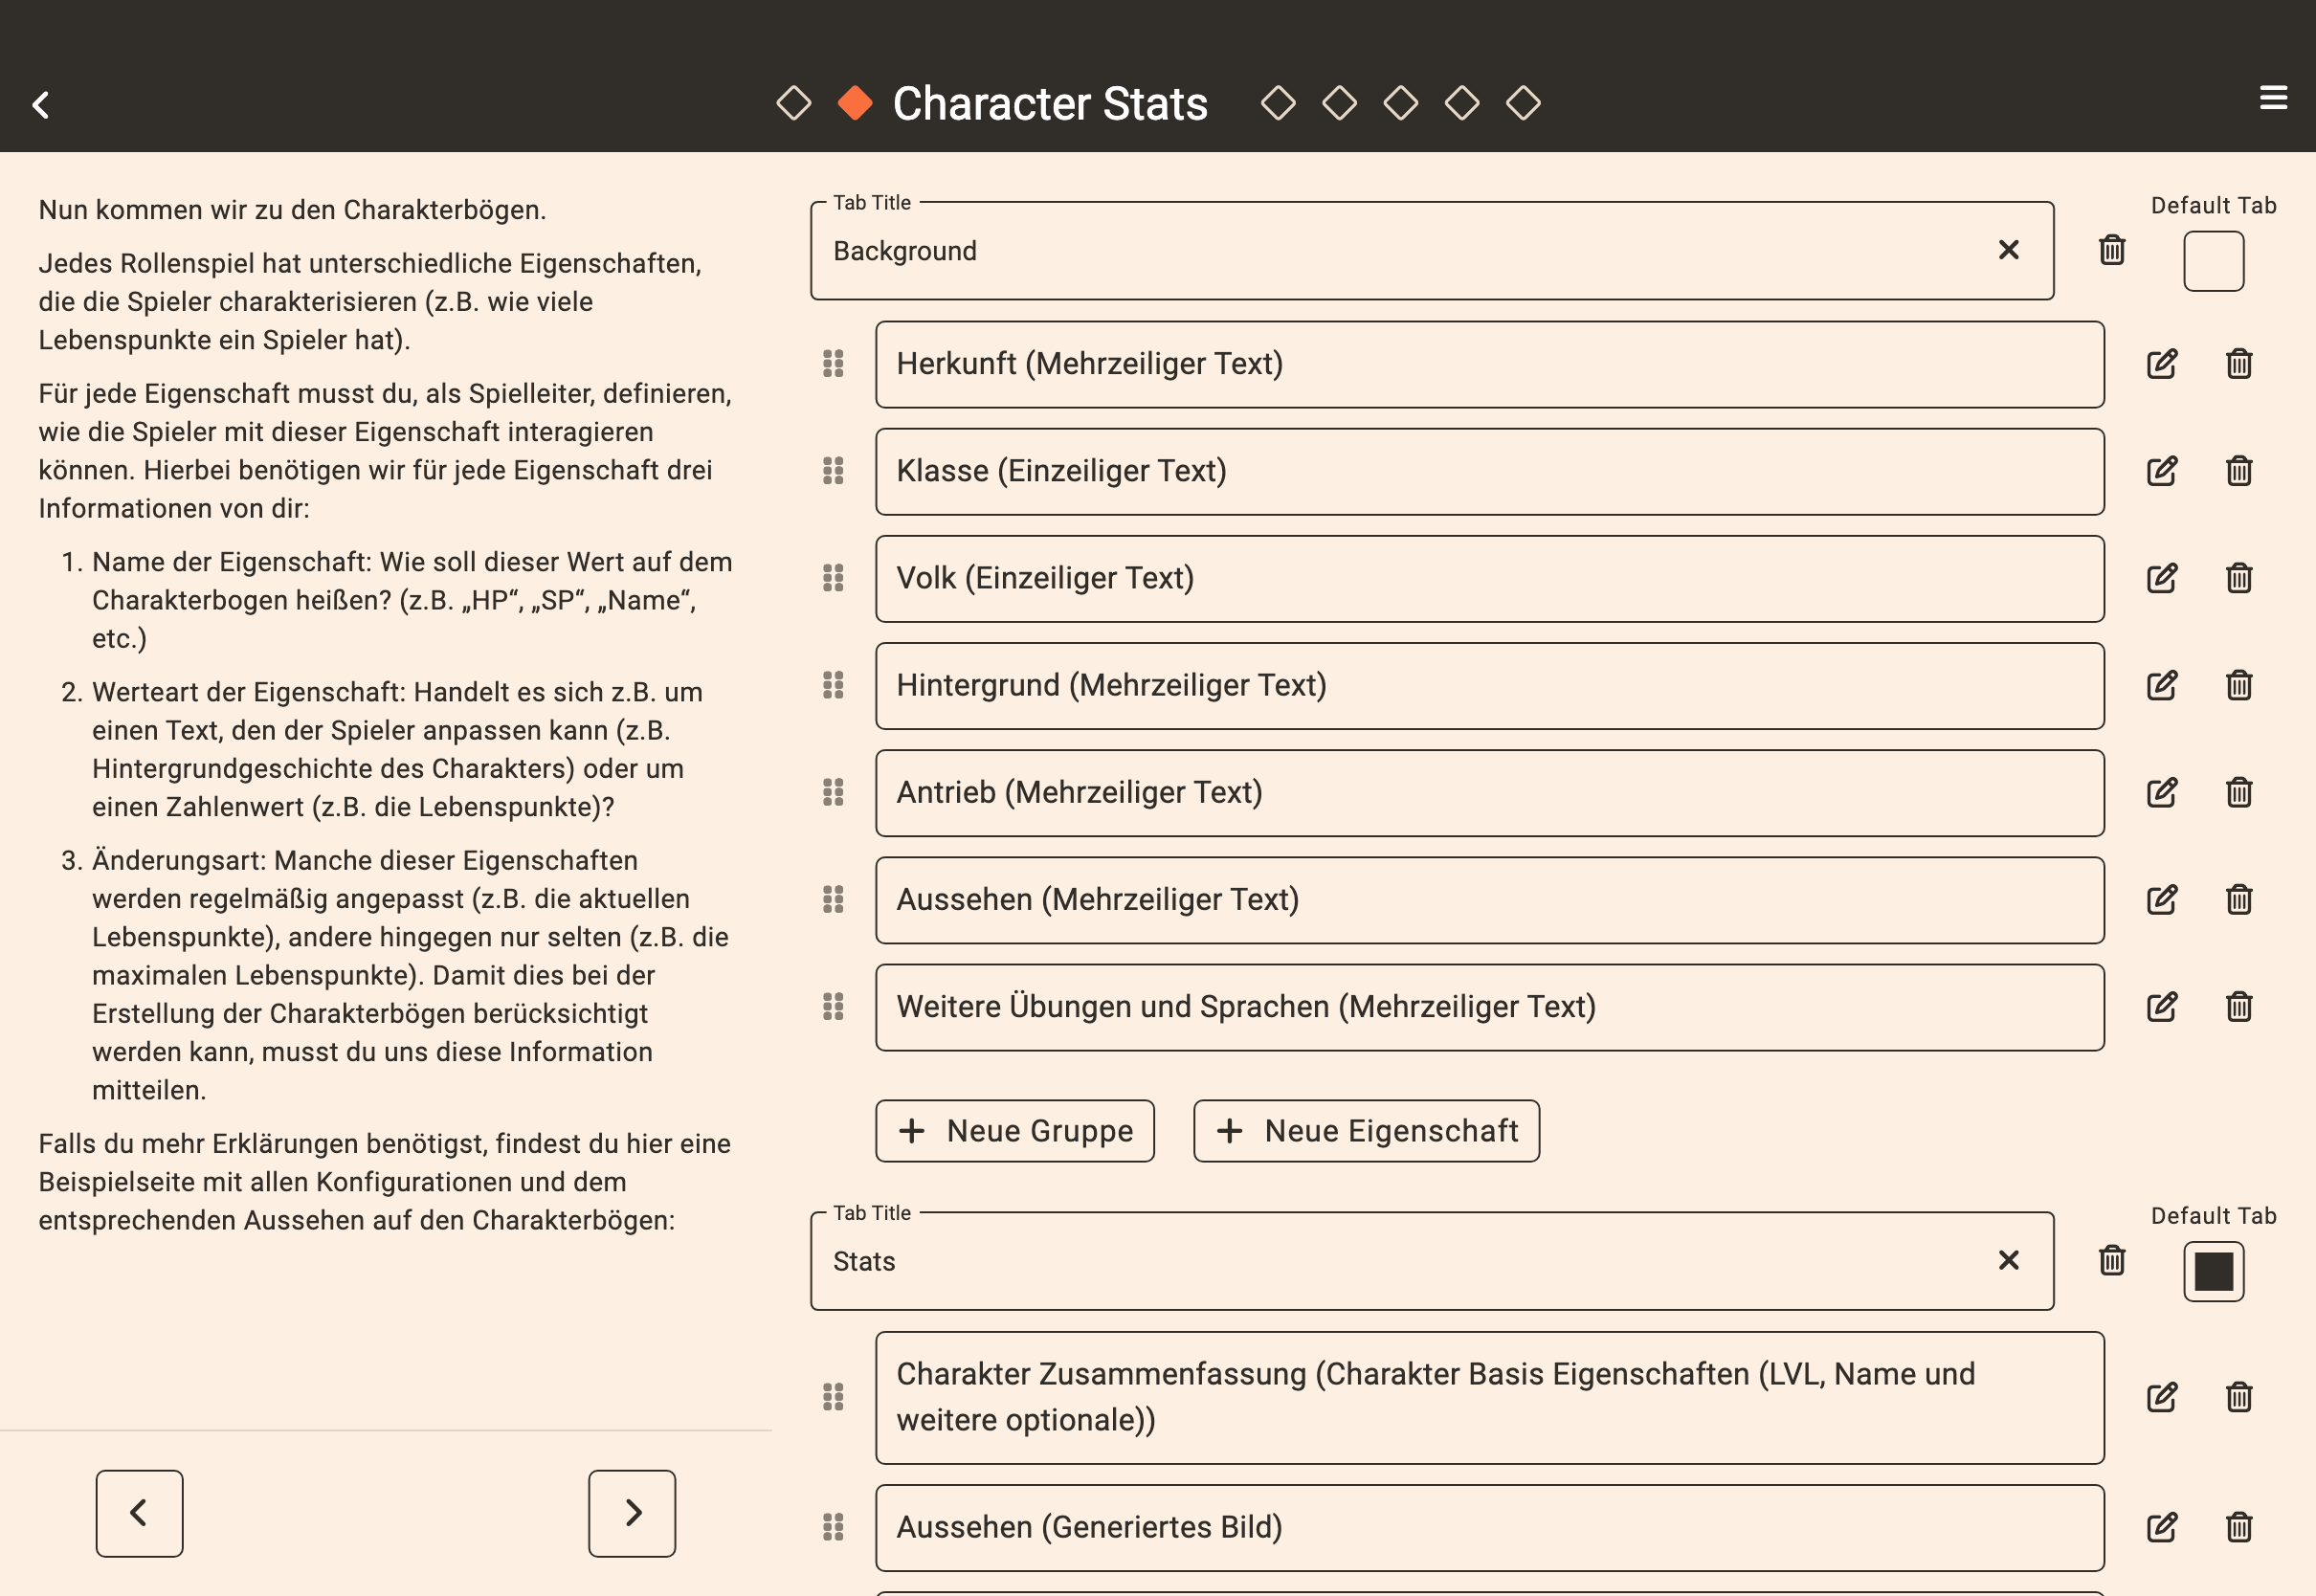 Character Stats
Nun kommen wir zu den Charakterbögen.
Jedes Rollenspiel hat unterschiedliche Eigenschaften,
die die Spieler charakterisieren (z.B. wie viele
Lebenspunkte ein Spieler hat).
Für jede Eigenschaft musst du, als Spielleiter, definieren,
wie die Spieler mit dieser Eigenschaft interagieren
können. Hierbei benötigen wir für jede Eigenschaft drei
Informationen von dir:
1. Name der Eigenschaft: Wie soll dieser Wert auf dem
Charakterbogen heißen? (z.B. „HP“, „SP“, „Name“,
etc.)
2. Werteart der Eigenschaft: Handelt es sich z.B. um
einen Text, den der Spieler anpassen kann (z.B.
Hintergrundgeschichte des Charakters) oder um
einen Zahlenwert (z.B. die Lebenspunkte)?
3. Änderungsart: Manche dieser Eigenschaften
werden regelmäßig angepasst (z.B. die aktuellen
Lebenspunkte), andere hingegen nur selten (z.B. die
maximalen Lebenspunkte). Damit dies bei der
Erstellung der Charakterbögen berücksichtigt
werden kann, musst du uns diese Information
mitteilen.
Falls du mehr Erklärungen benötigst, findest du hier eine
Beispielseite mit allen Konfigurationen und dem
entsprechenden Aussehen auf den Charakterbögen:
Tab Title
Background
Default Tab
Herkunft (Mehrzeiliger Text)
Klasse (Einzeiliger Text)
Volk (Einzeiliger Text)
Hintergrund (Mehrzeiliger Text)
Antrieb (Mehrzeiliger Text)
Aussehen (Mehrzeiliger Text)
Weitere Übungen und Sprachen (Mehrzeiliger Text)
+ Neue Gruppe
+ Neue Eigenschaft
Tab Title
Stats
Default Tab
Charakter Zusammenfassung (Charakter Basis Eigenschaften (LVL, Name und
weitere optionale))
Aussehen (Generiertes Bild)